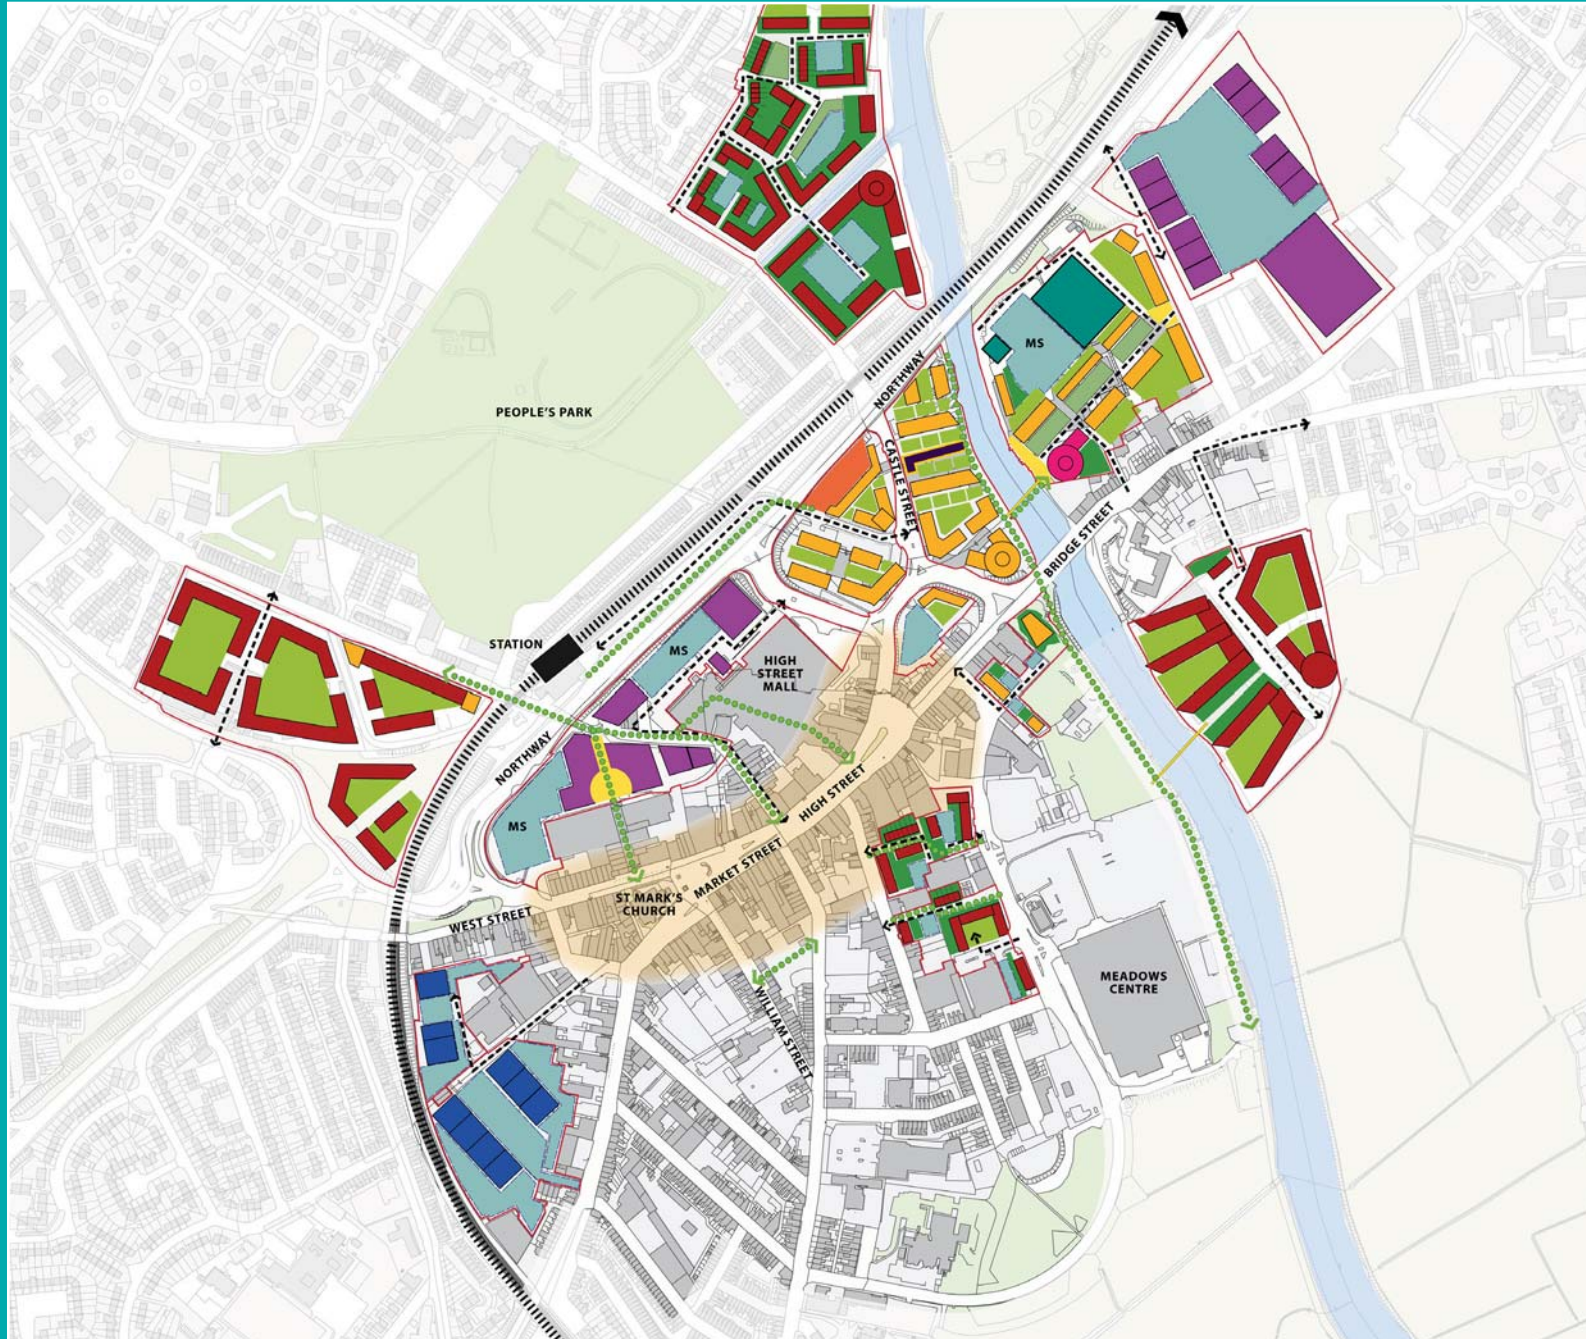 MS
NORTHWAY
PEOPLE'S PARK
CASTLE STREET
BRIDGE STREET
STATION
MS
HIGH
STREET
MALL
NORTHWAY
HIGH STREET
MS
MARKET STREET
ST MARK'S
CHURCH
WEST STREET
MEADOWS
CENTRE
WILLIAM STREET